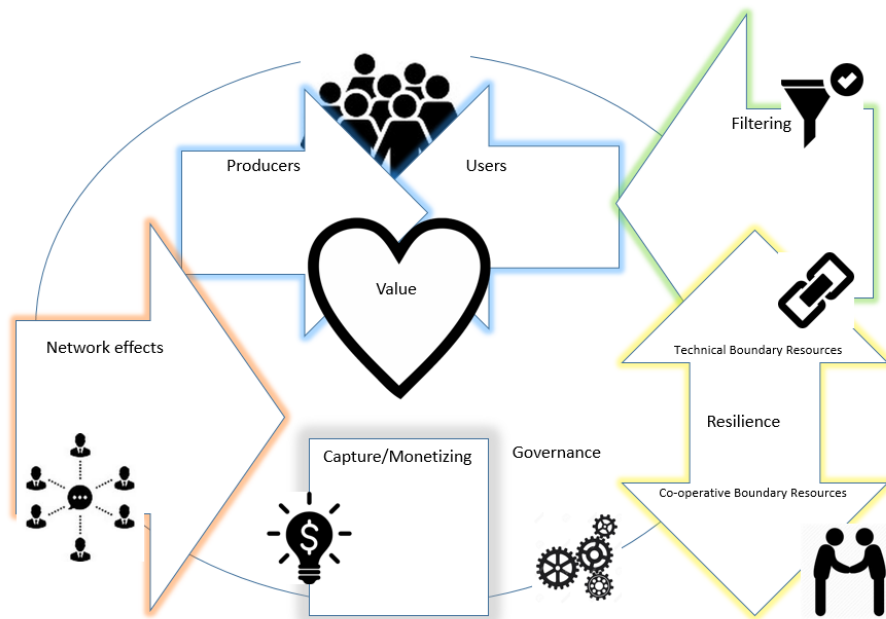 Filtering
Producers
Users
Value
Network effects
Technical Boundary Resources
Resilience
Capture/Monetizing
Governance
Co-operative Boundary Resources
$